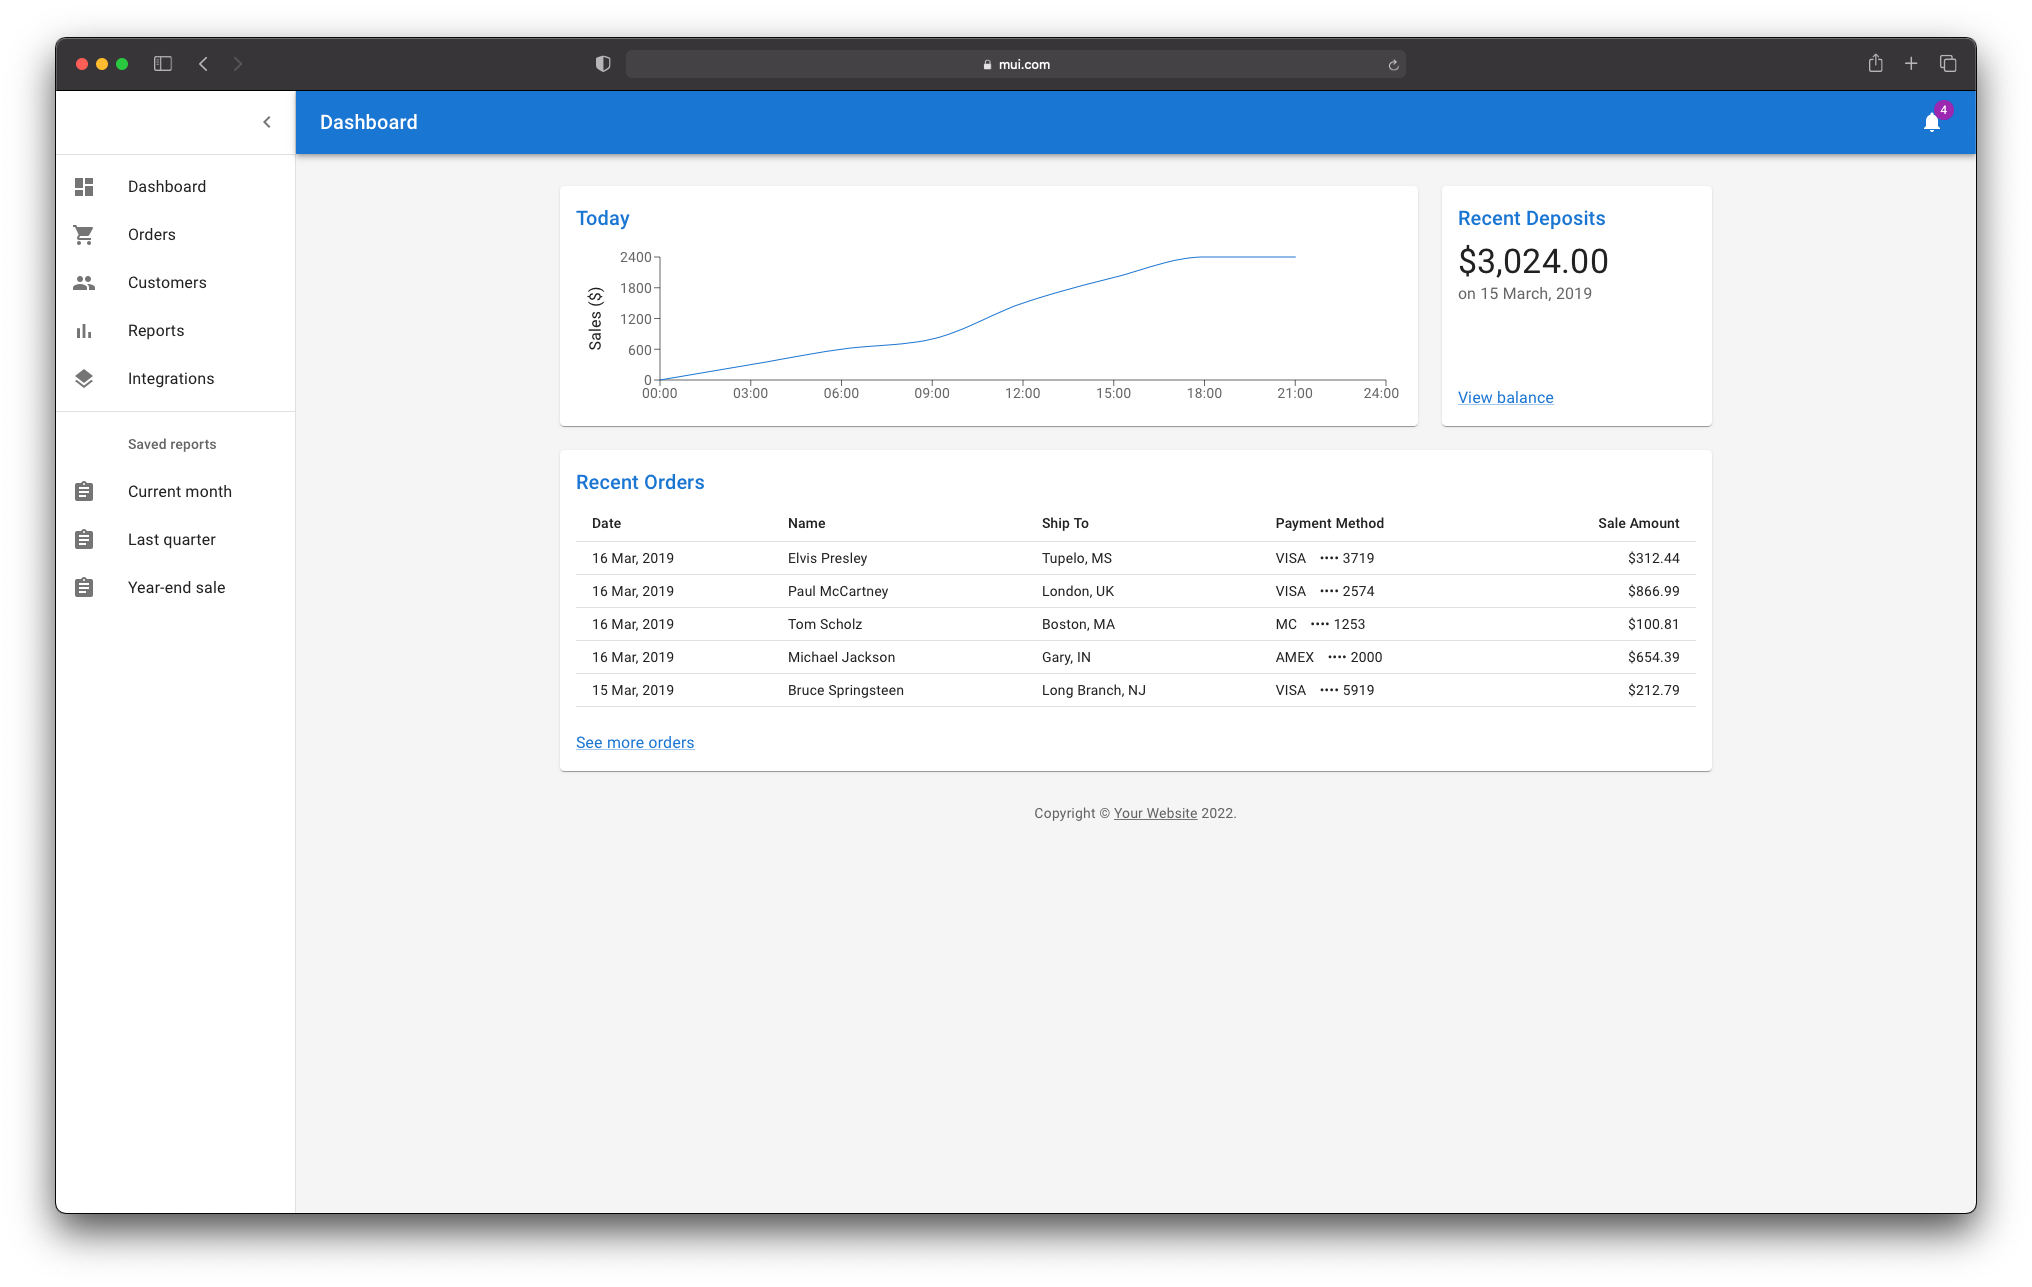 mui.com
Dashboard
4
Dashboard
Orders
Customers
Reports
Integrations
Saved reports
Current month
Last quarter
Year-end sale
Today
Sales ($)
2400
1800
1200
600
0
00:00 03:00 06:00 09:00 12:00 15:00 18:00 21:00 24:00
Recent Deposits
$3,024.00
on 15 March, 2019
View balance
Recent Orders
Date Name Ship To Payment Method Sale Amount
16 Mar, 2019 Elvis Presley Tupelo, MS VISA •••• 3719 $312.44
16 Mar, 2019 Paul McCartney London, UK VISA •••• 2574 $866.99
16 Mar, 2019 Tom Scholz Boston, MA MC •••• 1253 $100.81
16 Mar, 2019 Michael Jackson Gary, IN AMEX •••• 2000 $654.39
15 Mar, 2019 Bruce Springsteen Long Branch, NJ VISA •••• 5919 $212.79
See more orders
Copyright © Your Website 2022.